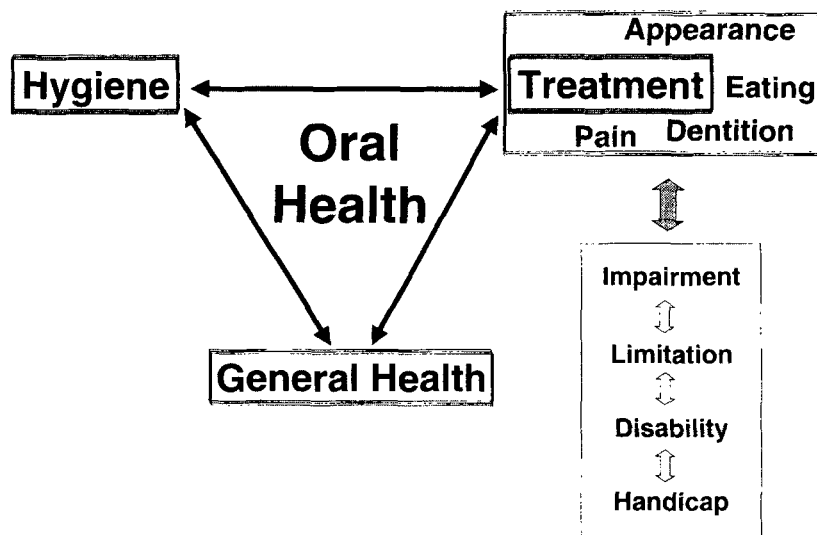 Appearance
Hygiene
Treatment
Eating
Pain
Dentition
Oral
Health
General Health
Impairment
Limitation
Disability
Handicap